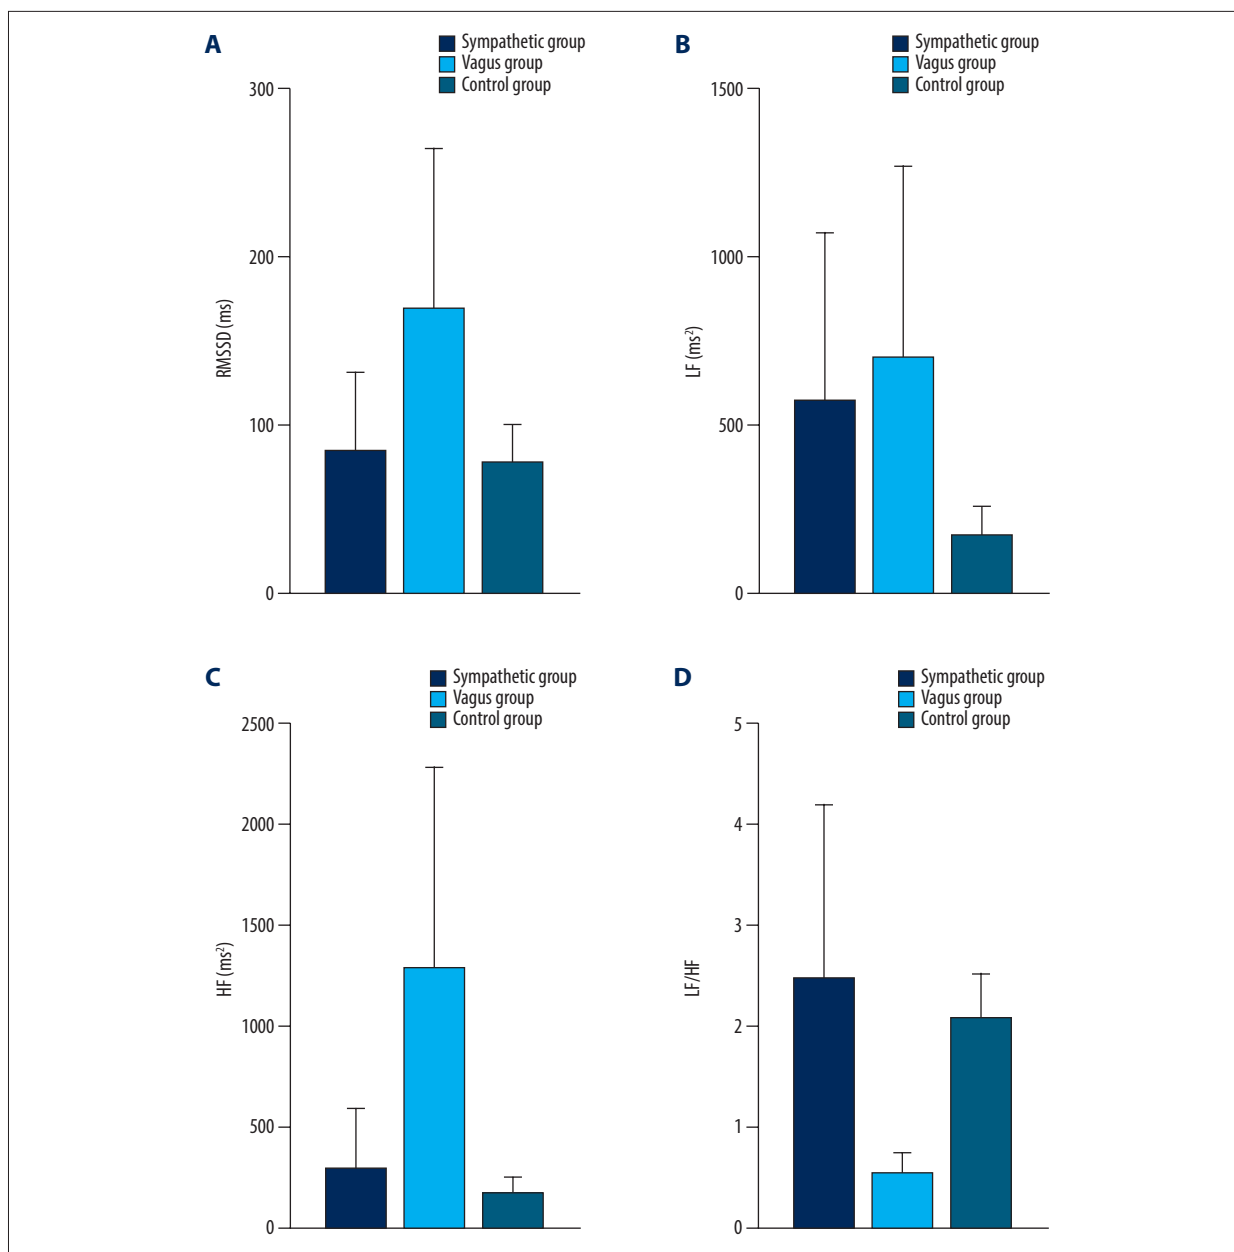 A
Sympathetic group
Vagus group
Control group
300
200
100
0
RMSSD (ms)
B
Sympathetic group
Vagus group
Control group
1500
1000
500
0
LF (ms²)
C
Sympathetic group
Vagus group
Control group
2500
2000
1500
1000
500
0
HF (ms²)
D
Sympathetic group
Vagus group
Control group
5
4
3
2
1
0
LF/HF